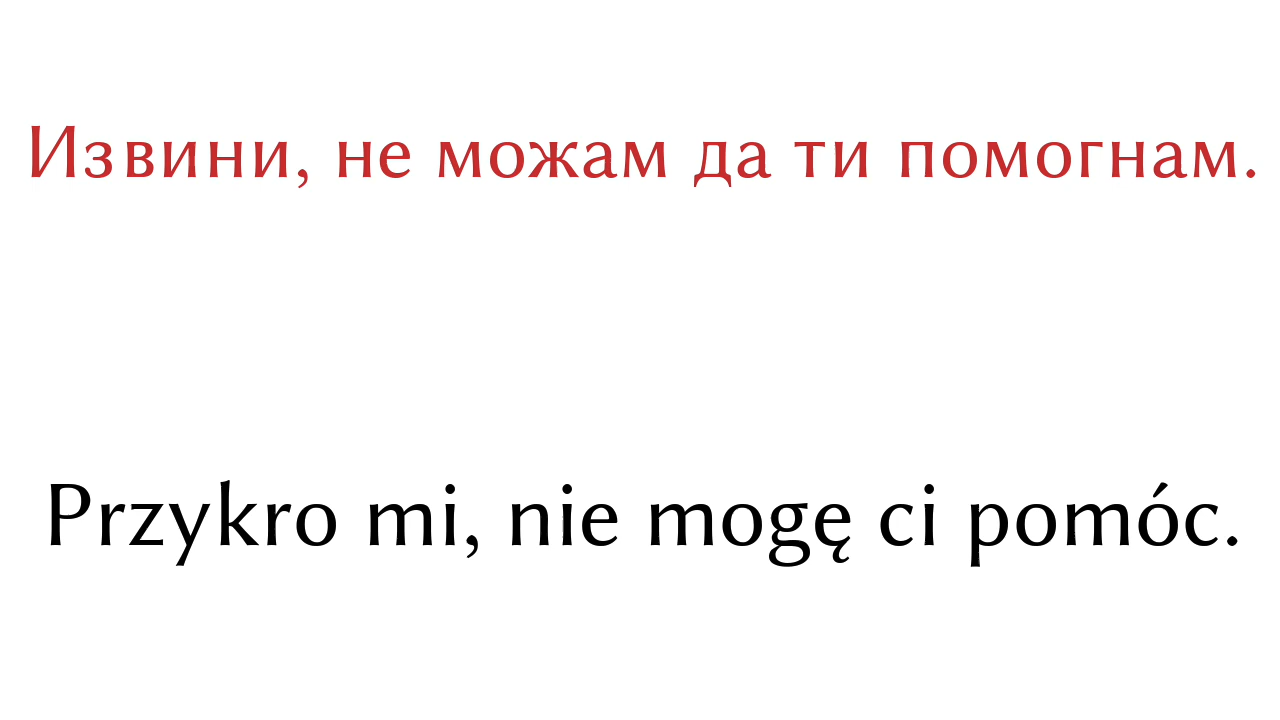 Извини, не можам да ти помогнам.
Przykro mi, nie mogę ci pomóc.